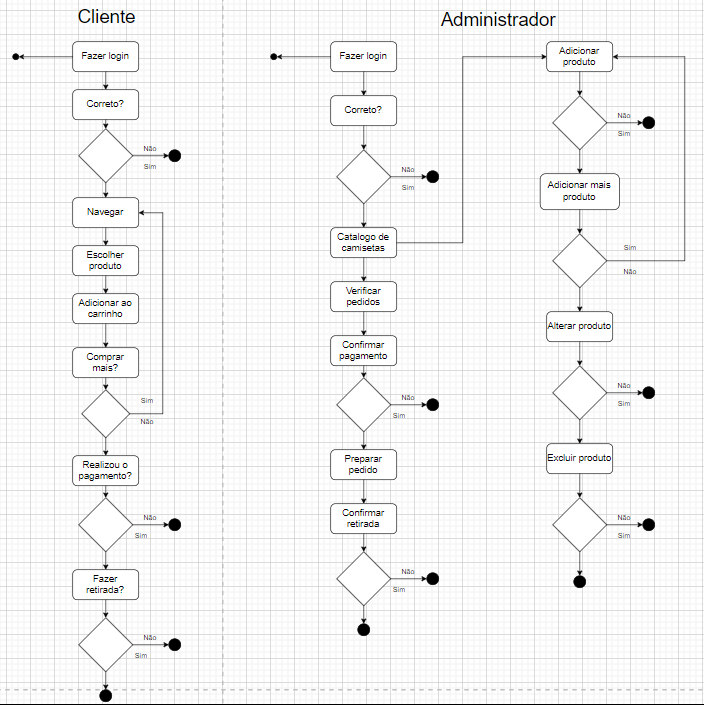 Cliente
Fazer login
Correto?
Não
Sim
Navegar
Escolher
produto
Adicionar ao
carrinho
Comprar
mais?
Sim
Não
Realizou o
pagamento?
Não
Sim
Fazer
retirada?
Não
Sim
Administrador
Fazer login
Correto?
Não
Sim
Catalogo de
camisetas
Verificar
pedidos
Confirmar
pagamento
Não
Sim
Preparar
pedido
Confirmar
retirada
Não
Sim
Adicionar
produto
Não
Sim
Adicionar mais
produto
Sim
Não
Alterar produto
Não
Sim
Excluir produto
Não
Sim